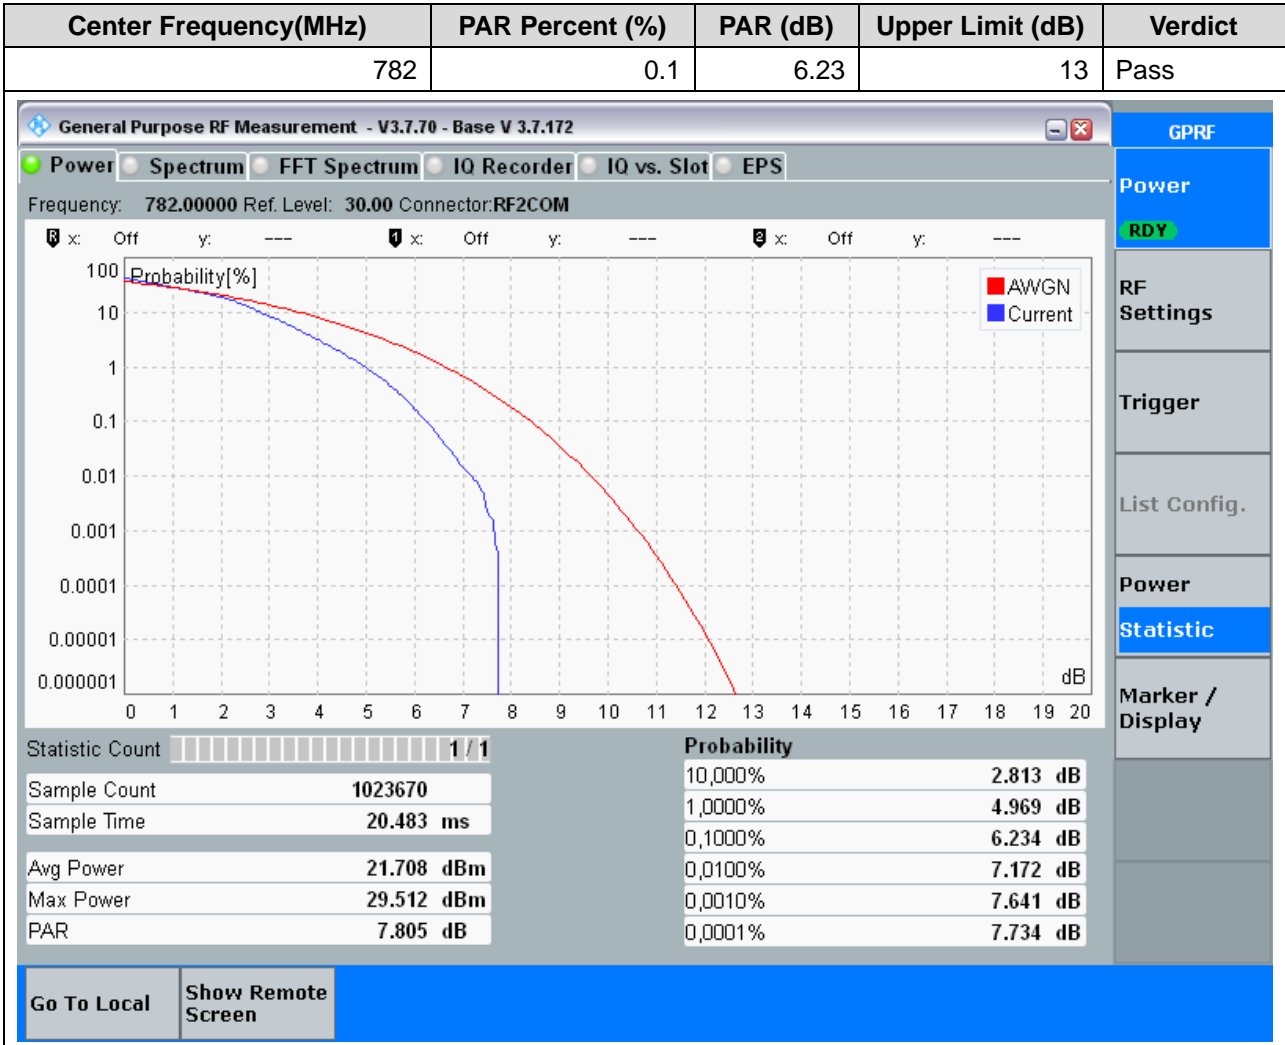 Center Frequency(MHz) PAR Percent (%) PAR (dB) Upper Limit (dB) Verdict
782 0.1 6.23 13 Pass
General Purpose RF Measurement - V3.7.70 - Base V 3.7.172
GPRF
Power Spectrum FFT Spectrum IQ Recorder IQ vs. Slot EPS
Power
RDY
Frequency: 782.00000 Ref. Level: 30.00 Connector:RF2COM
R x: Off y: --- 1 x: Off y: --- 2 x: Off y: ---
Probability[%]
AWGN
Current
100
10
1
0.1
0.01
0.001
0.0001
0.00001
0.000001
dB
0 1 2 3 4 5 6 7 8 9 10 11 12 13 14 15 16 17 18 19 20
RF
Settings
Trigger
List Config.
Power
Statistic
Marker /
Display
Statistic Count 1 / 1
Sample Count 1023670
Sample Time 20.483 ms
Avg Power 21.708 dBm
Max Power 29.512 dBm
PAR 7.805 dB
Probability
10,000% 2.813 dB
1,0000% 4.969 dB
0,1000% 6.234 dB
0,0100% 7.172 dB
0,0010% 7.641 dB
0,0001% 7.734 dB
Go To Local
Show Remote
Screen